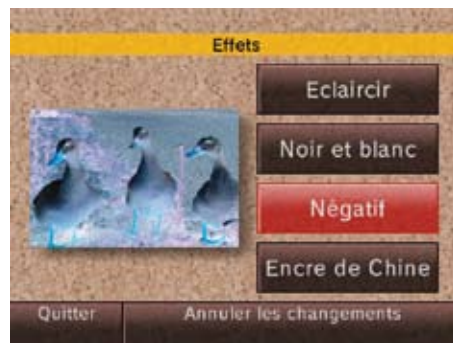 Effets
Eclaircir
Noir et blanc
Négatif
Encre de Chine
Quitter
Annuler les changements